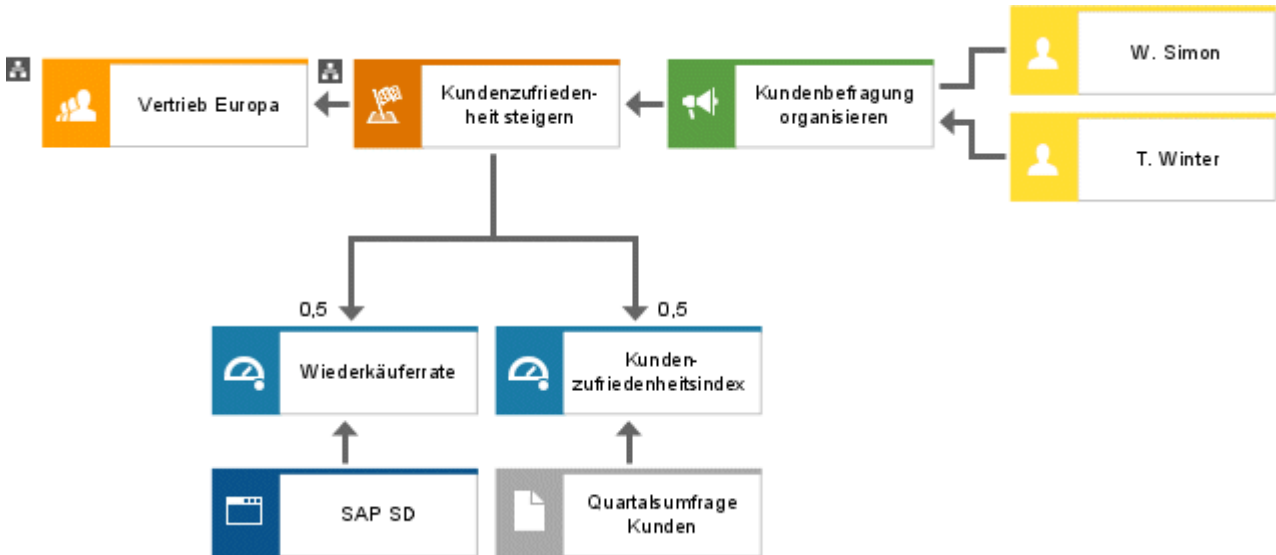 W. Simon
Vertrieb Europa
Kundenzufrieden-
heit steigern
Kundenbefragung
organisieren
T. Winter
0,5
0,5
Wiederkäuferrate
Kunden-
zufriedenheitsindex
SAP SD
Quartalsumfrage
Kunden